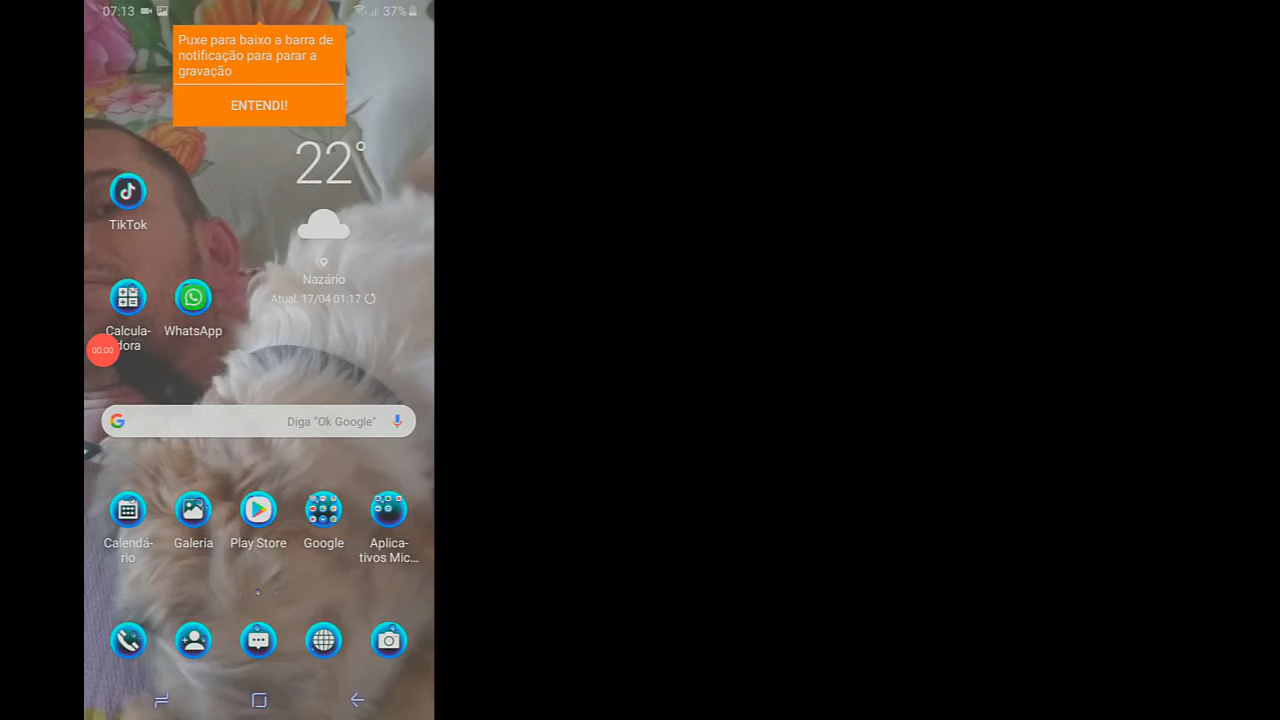 07:13
37%
Puxe para baixo a barra de
notificação para parar a
gravação
ENTENDI!
22°
TikTok
Nazário
Atual. 17/04 01:17
Calcula-
dora
WhatsApp
00:00
Diga "Ok Google"
Calendá-
rio
Galeria
Play Store
Google
Aplica-
tivos Mic...